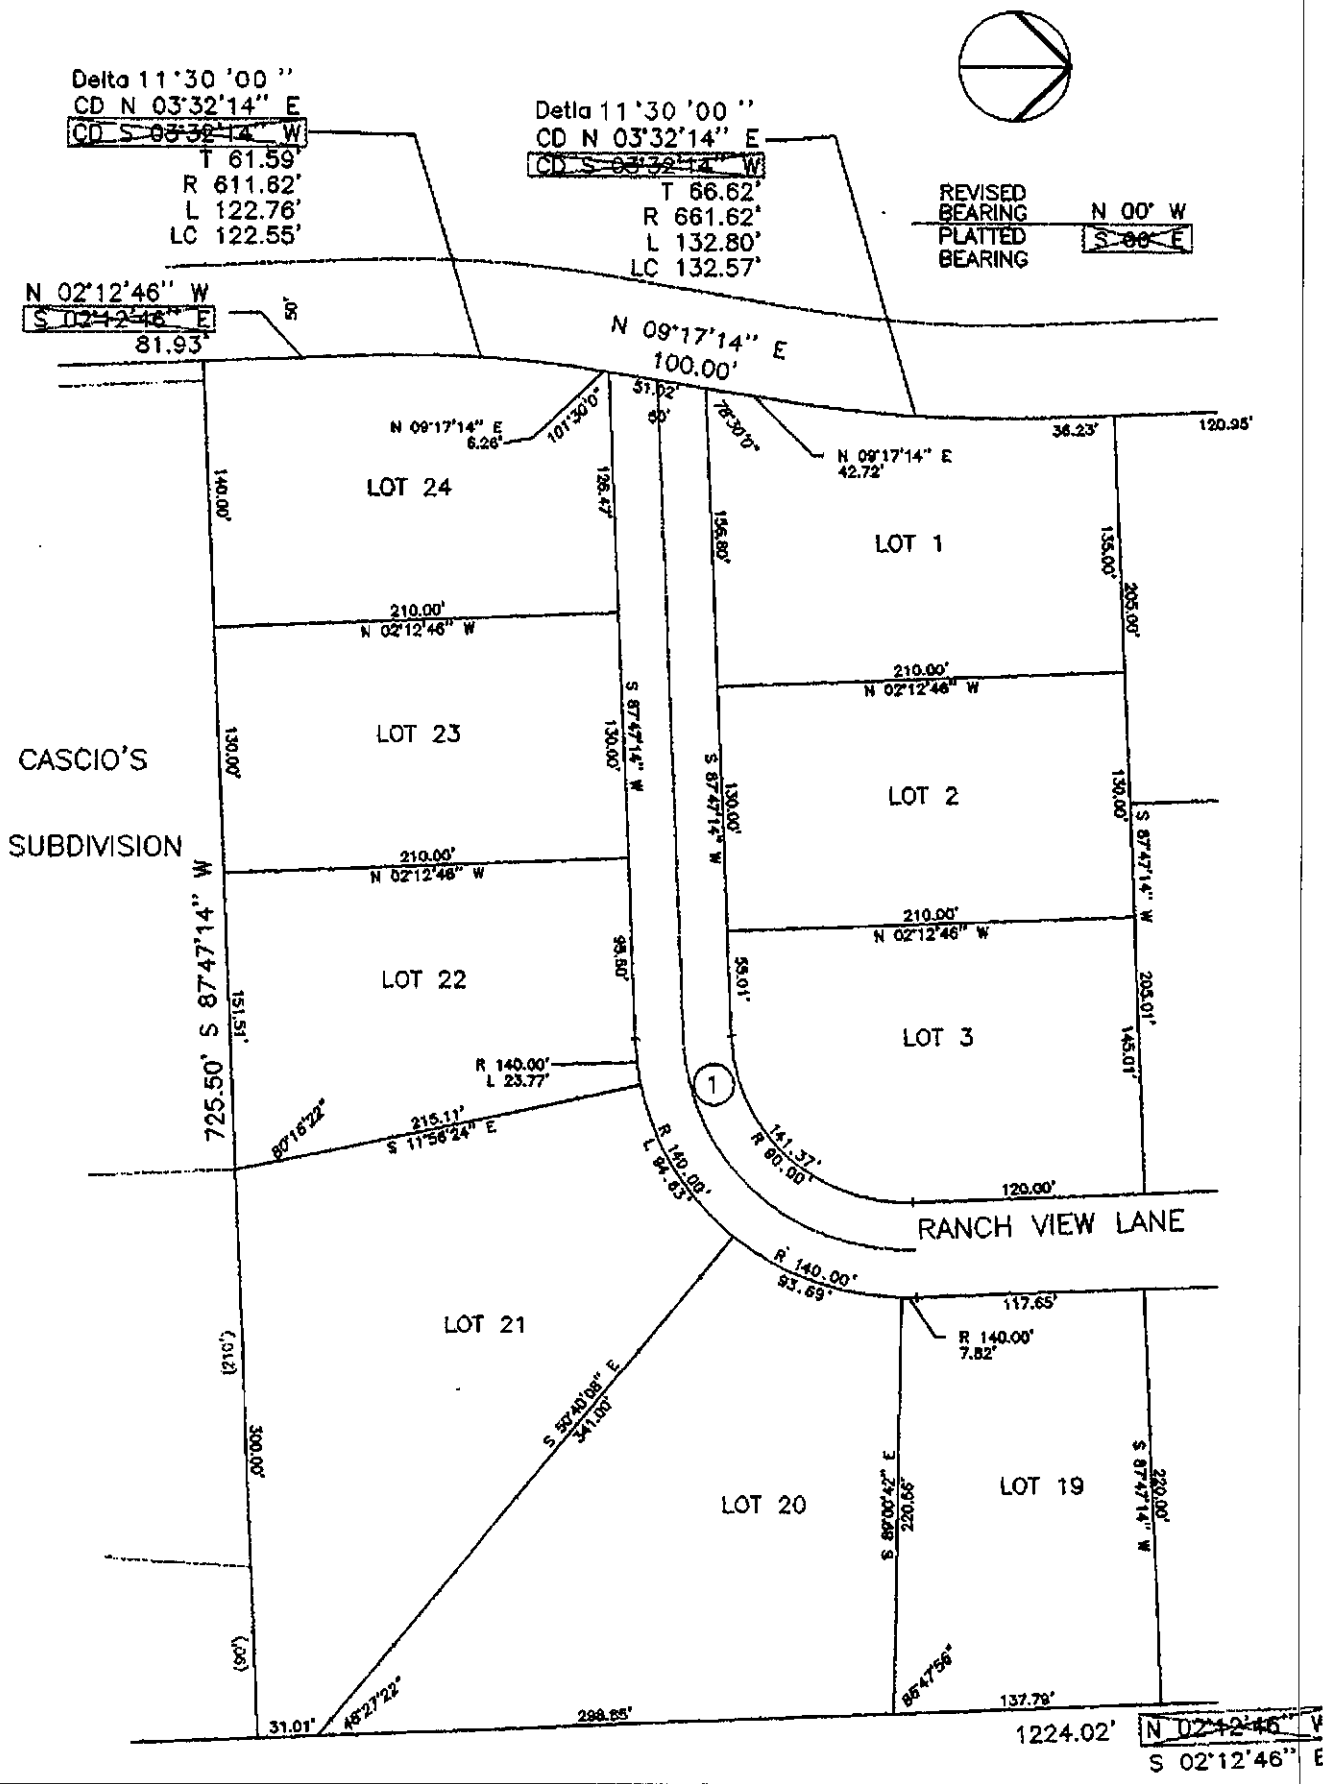 Delta 11°30 '00 ''
CD N 03°32'14" E
CD S 03°32'14" W
T 61.59'
R 611.62'
L 122.76'
LC 122.55'
Detla 11°30 '00 ''
CD N 03°32'14" E
CD S 03°32'14" W
T 66.62'
R 661.62'
L 132.80'
LC 132.57'
REVISED
BEARING
N 00° W
PLATTED
BEARING
S 00° E
N 02°12'46" W
S 02°12'46" E
81.93'
50'
N 09°17'14" E
100.00'
51.02'
60'
N 09°17'14" E
6.26'
101°30'0"
78°30'0"
N 09°17'14" E
42.72'
36.23'
120.95'
140.00'
LOT 24
126.47'
156.80'
LOT 1
135.00'
205.00'
210.00'
N 02°12'46" W
210.00'
N 02°12'46" W
CASCIO'S
SUBDIVISION
130.00'
LOT 23
130.00'
S 87°47'14" W
S 87°47'14" W
130.00'
LOT 2
130.00'
S 87°47'14" W
210.00'
N 02°12'46" W
210.00'
N 02°12'46" W
725.50' S 87°47'14" W
151.51'
LOT 22
95.60'
55.01'
LOT 3
205.01'
145.01'
R 140.00'
L 23.77'
1
80°16'22"
215.11'
S 11°56'24" E
R 140.00'
L 94.63'
141.37'
R 90.00'
120.00'
RANCH VIEW LANE
R 140.00'
93.69'
117.65'
R 140.00'
7.82'
LOT 21
(210')
300.00'
S 50°40'08" E
341.00'
LOT 20
S 89°00'42" E
220.66'
LOT 19
S 87°47'14" W
220.00'
(90')
31.01'
48°27'22"
298.65'
86°47'56"
137.79'
1224.02'
N 02°12'46" W
S 02°12'46" E